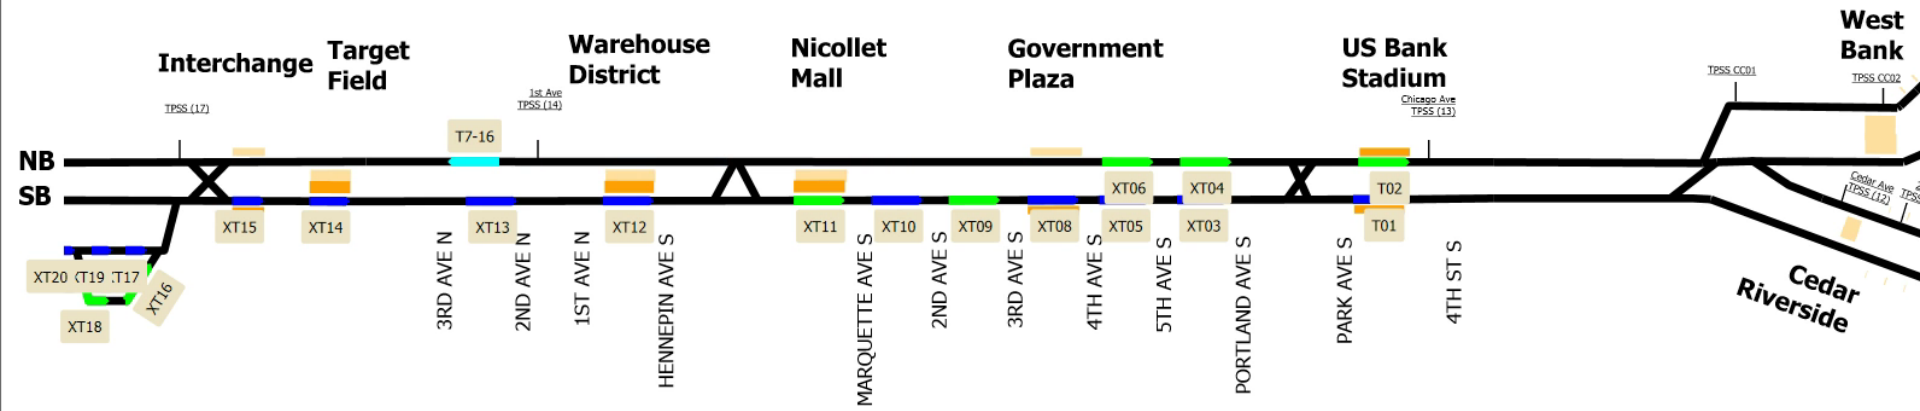 Interchange
Target
Field
Warehouse
District
Nicollet
Mall
Government
Plaza
US Bank
Stadium
West
Bank
TPSS (17)
1st Ave
TPSS (14)
Chicago Ave
TPSS (13)
TPSS CC01
TPSS CC02
NB
SB
T7-16
XT06
XT04
T02
XT15
XT14
XT13
XT12
XT11
XT10
XT09
XT08
XT05
XT03
T01
XT20
XT19
XT17
XT16
XT18
3RD AVE N
2ND AVE N
1ST AVE N
HENNEPIN AVE S
MARQUETTE AVE S
2ND AVE S
3RD AVE S
4TH AVE S
5TH AVE S
PORTLAND AVE S
PARK AVE S
4TH ST S
Cedar Ave
TPSS (12)
Cedar
Riverside